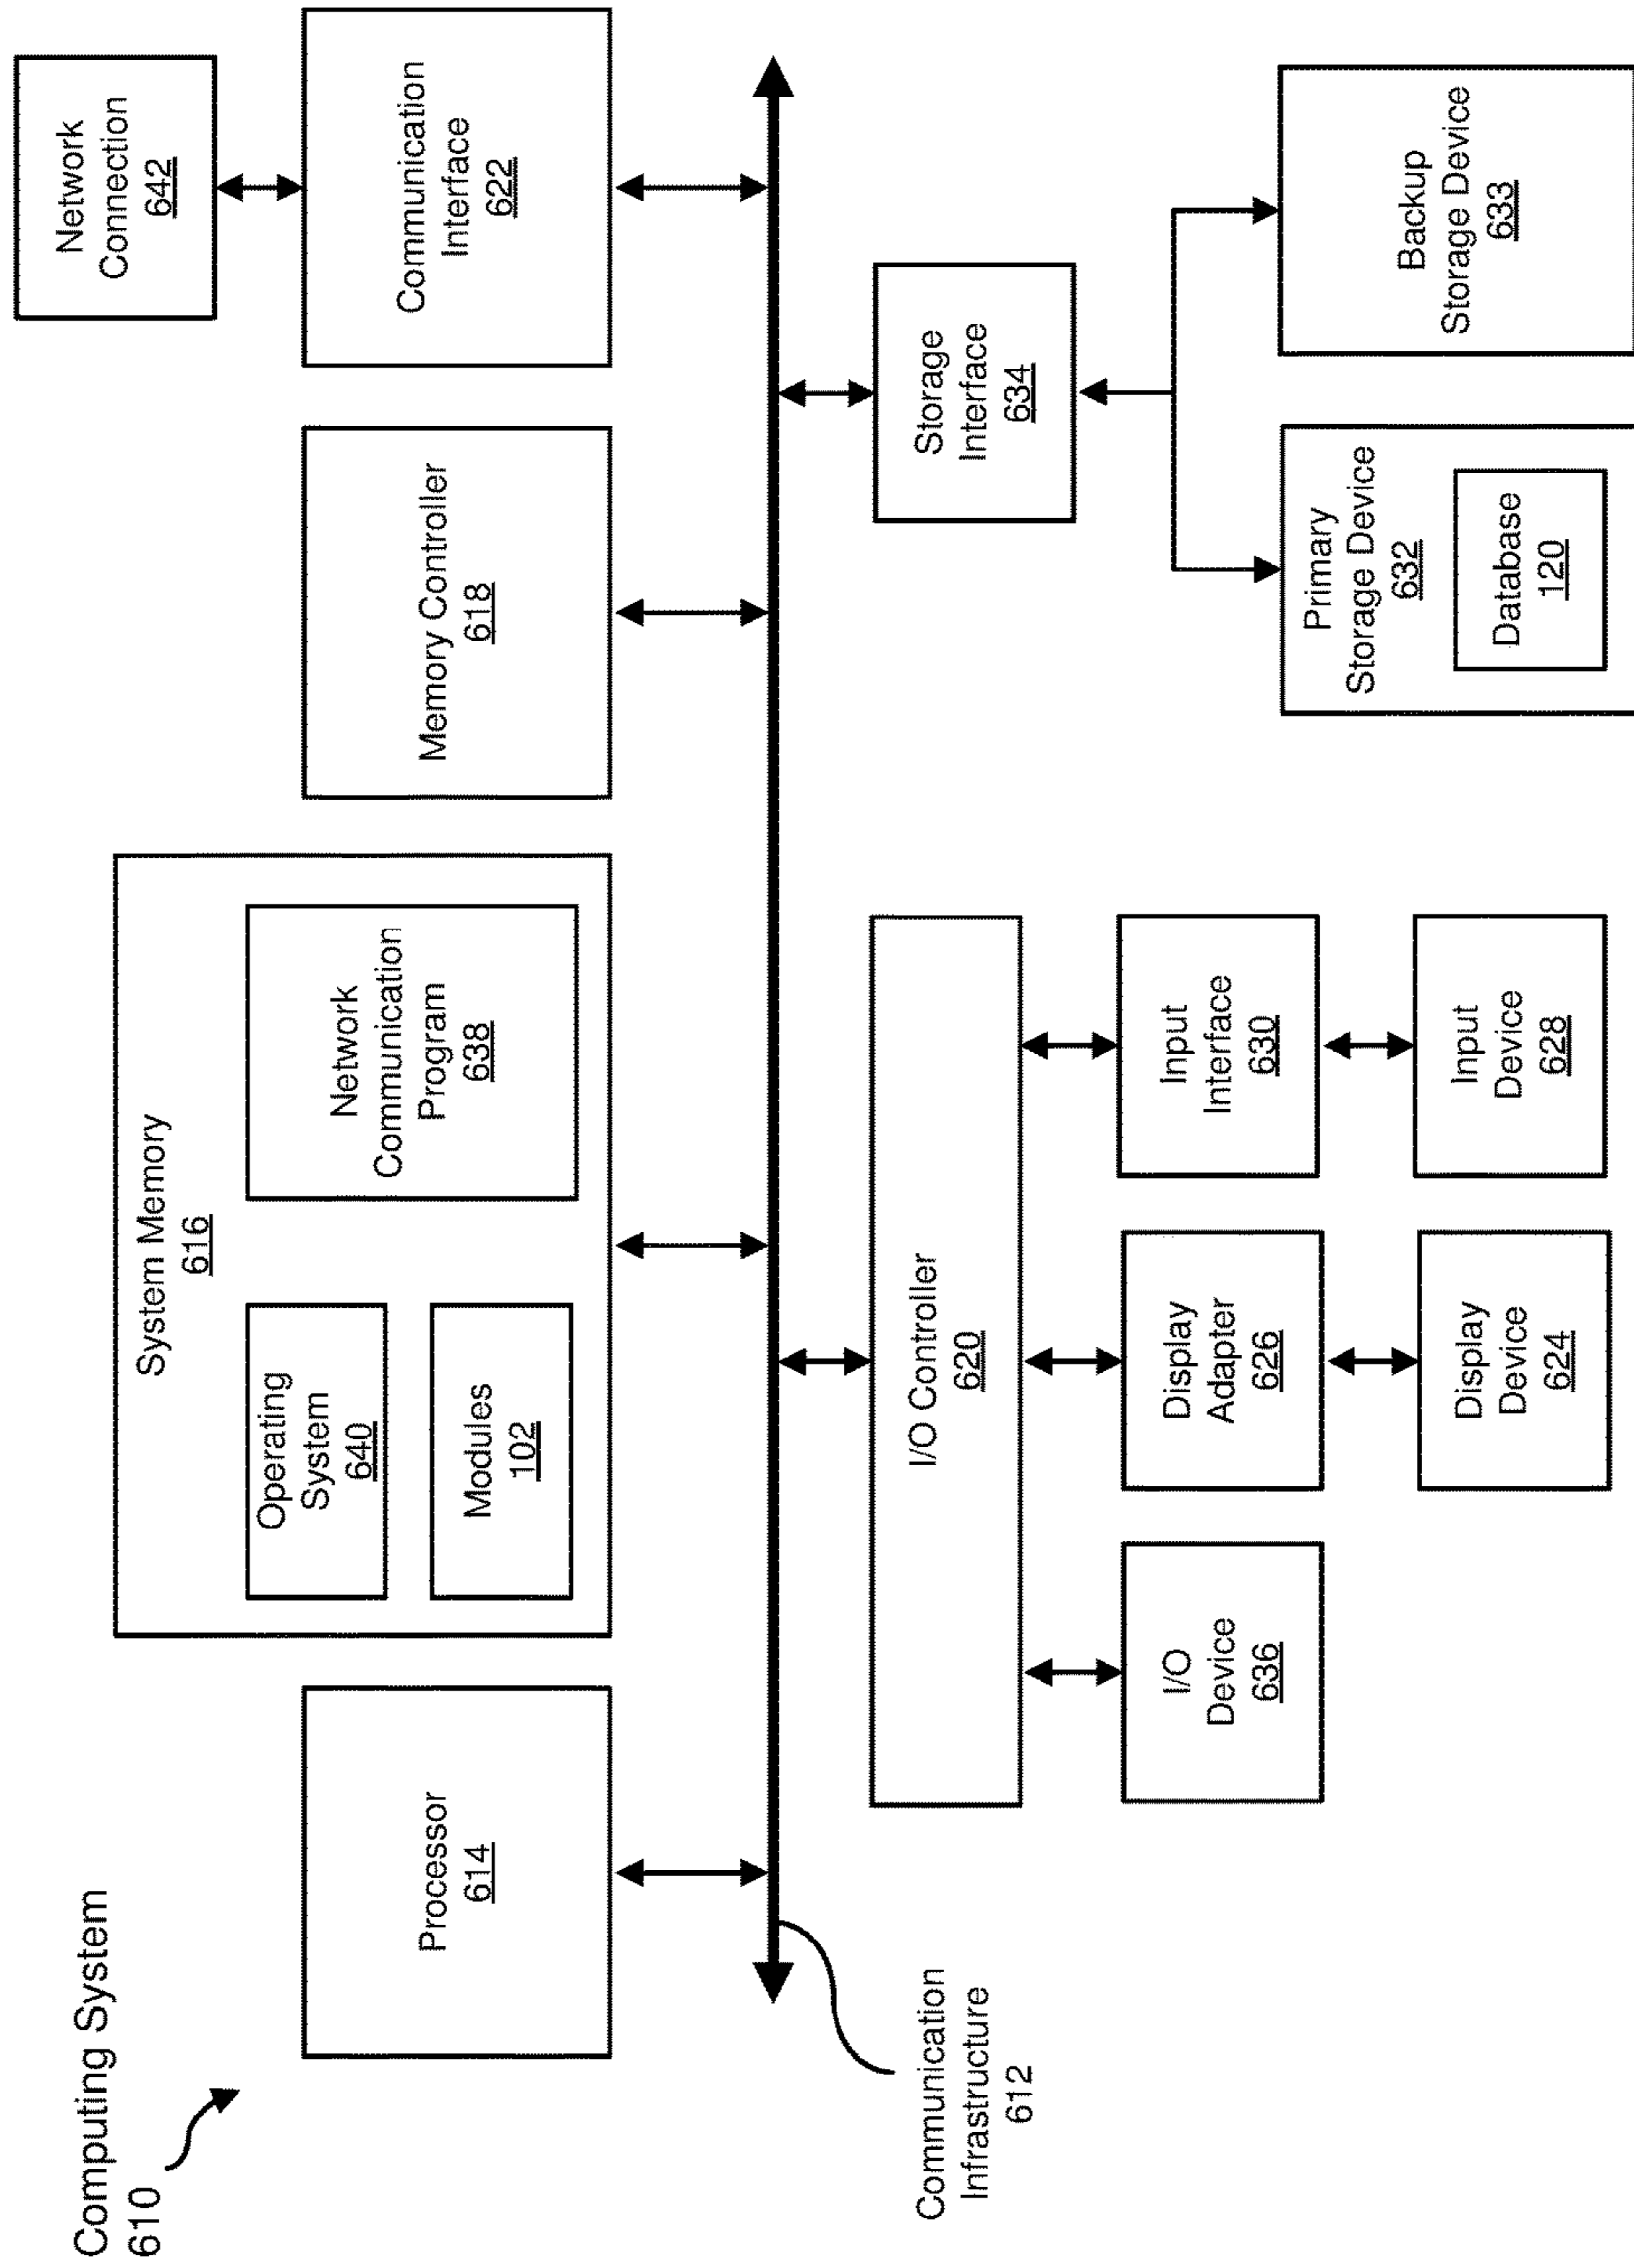 Computing System
610
Processor
614
System Memory
616
Operating
System
640
Modules
102
Network
Communication
Program
638
Memory Controller
618
Communication
Interface
622
Network
Connection
642
Communication
Infrastructure
612
I/O Controller
620
I/O
Device
636
Display
Adapter
626
Display
Device
624
Input
Interface
630
Input
Device
628
Storage
Interface
634
Primary
Storage Device
632
Database
120
Backup
Storage Device
633